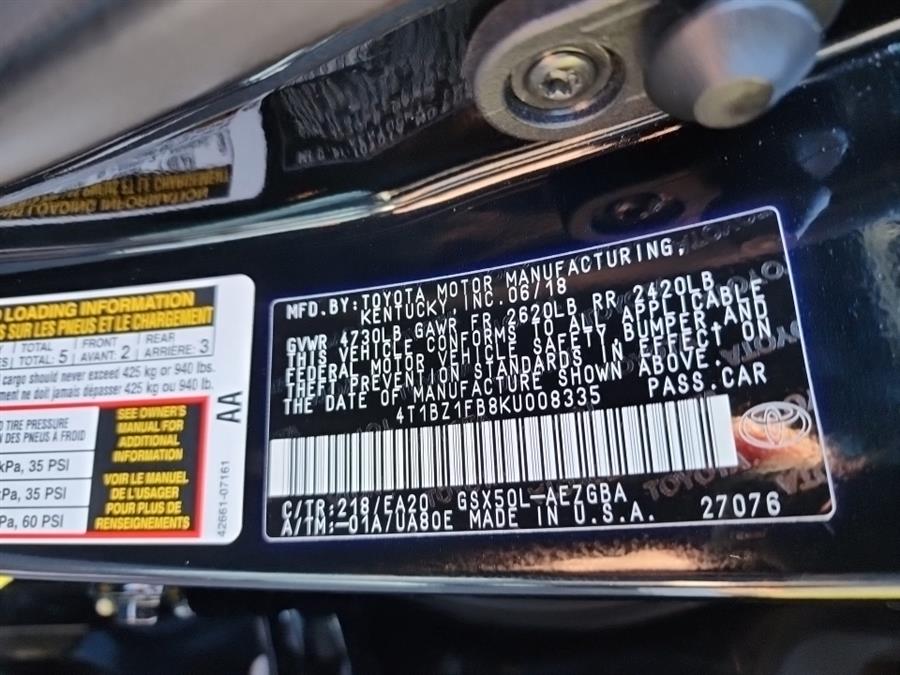 D LOADING INFORMATION
S SUR LES PNEUS ET LE CHARGEMENT
TOTAL FRONT REAR
TOTAL: 5 AVANT: 2 ARRIÈRE: 3
cargo should never exceed 425 kg or 940 lbs.
ment ne doit jamais dépasser 425 kg ou 940 lb.
TIRE PRESSURE
DES PNEUS A FROID
kPa, 35 PSI
kPa, 35 PSI
Pa, 60 PSI
SEE OWNER'S
MANUAL FOR
ADDITIONAL
INFORMATION
VOIR LE MANUEL
DE L'USAGER
POUR PLUS DE
RENSEIGNEMENTS
AA
42661-07161
MFD. BY: TOYOTA MOTOR MANUFACTURING,
KENTUCKY, INC. 06/18
GVWR 4730LB GAWR FR 2620LB RR 2420LB
THIS VEHICLE CONFORMS TO ALL APPLICABLE
FEDERAL MOTOR VEHICLE SAFETY, BUMPER AND
THEFT PREVENTION STANDARDS IN EFFECT ON
THE DATE OF MANUFACTURE SHOWN ABOVE.
4T1BZ1FB8KU008335 PASS.CAR
C/TR:218/EA20 GSX50L-AEZGBA
A/TM:-01A/UA80E MADE IN U.S.A. 27076